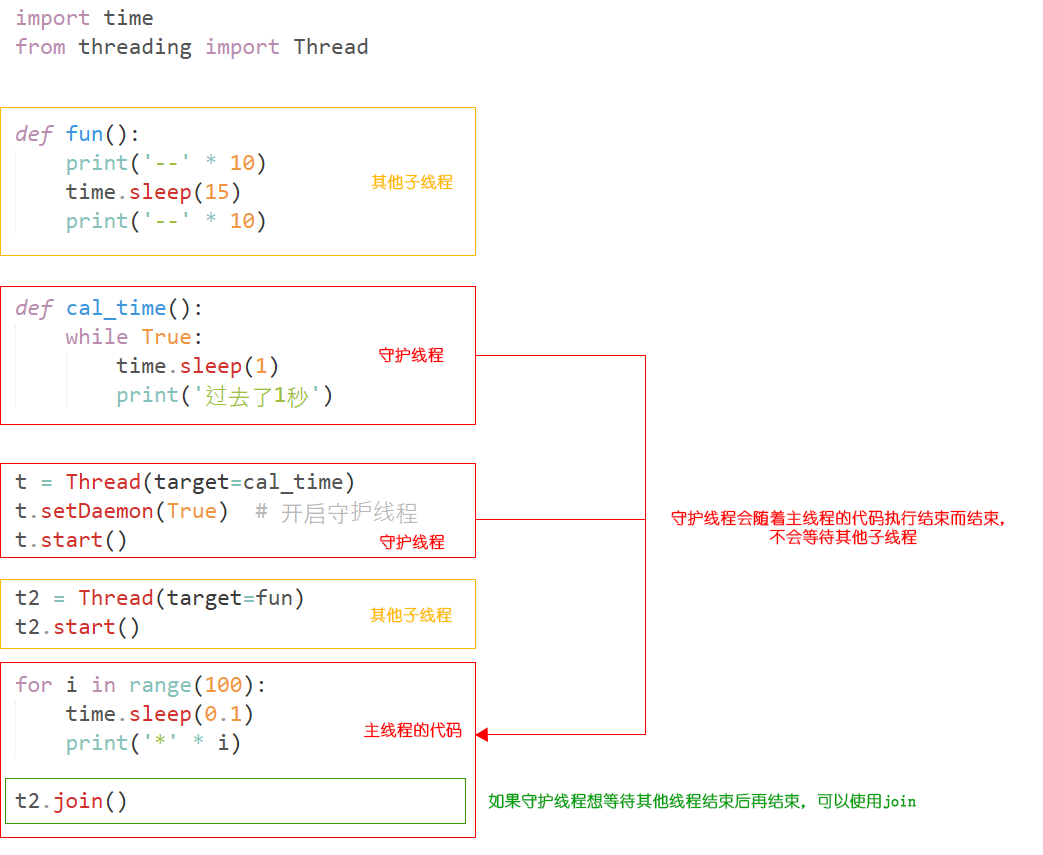 import time
from threading import Thread
def fun():
print('--' * 10)
其他子线程
time.sleep(15)
print('--' * 10)
def cal_time():
while True:
守护线程
time.sleep(1)
print('过去了1秒')
t = Thread(target=cal_time)
t.setDaemon(True)  # 开启守护线程
t.start()
守护线程
守护线程会随着主线程的代码执行结束而结束，
不会等待其他子线程
t2 = Thread(target=fun)
其他子线程
t2.start()
for i in range(100):
time.sleep(0.1)
主线程的代码
print('*' * i)
t2.join()
如果守护线程想等待其他线程结束后再结束，可以使用join